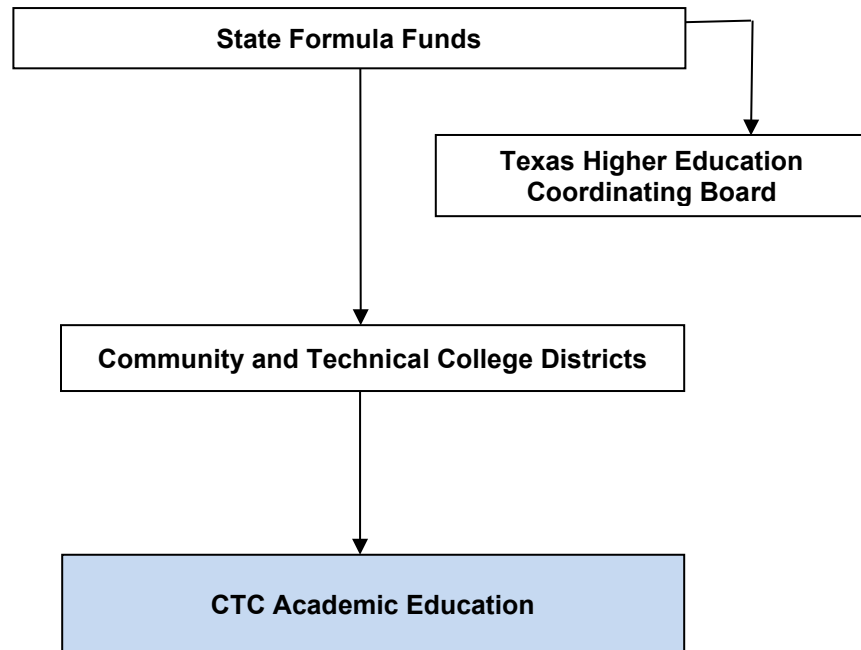 State Formula Funds
Texas Higher Education
Coordinating Board
Community and Technical College Districts
CTC Academic Education